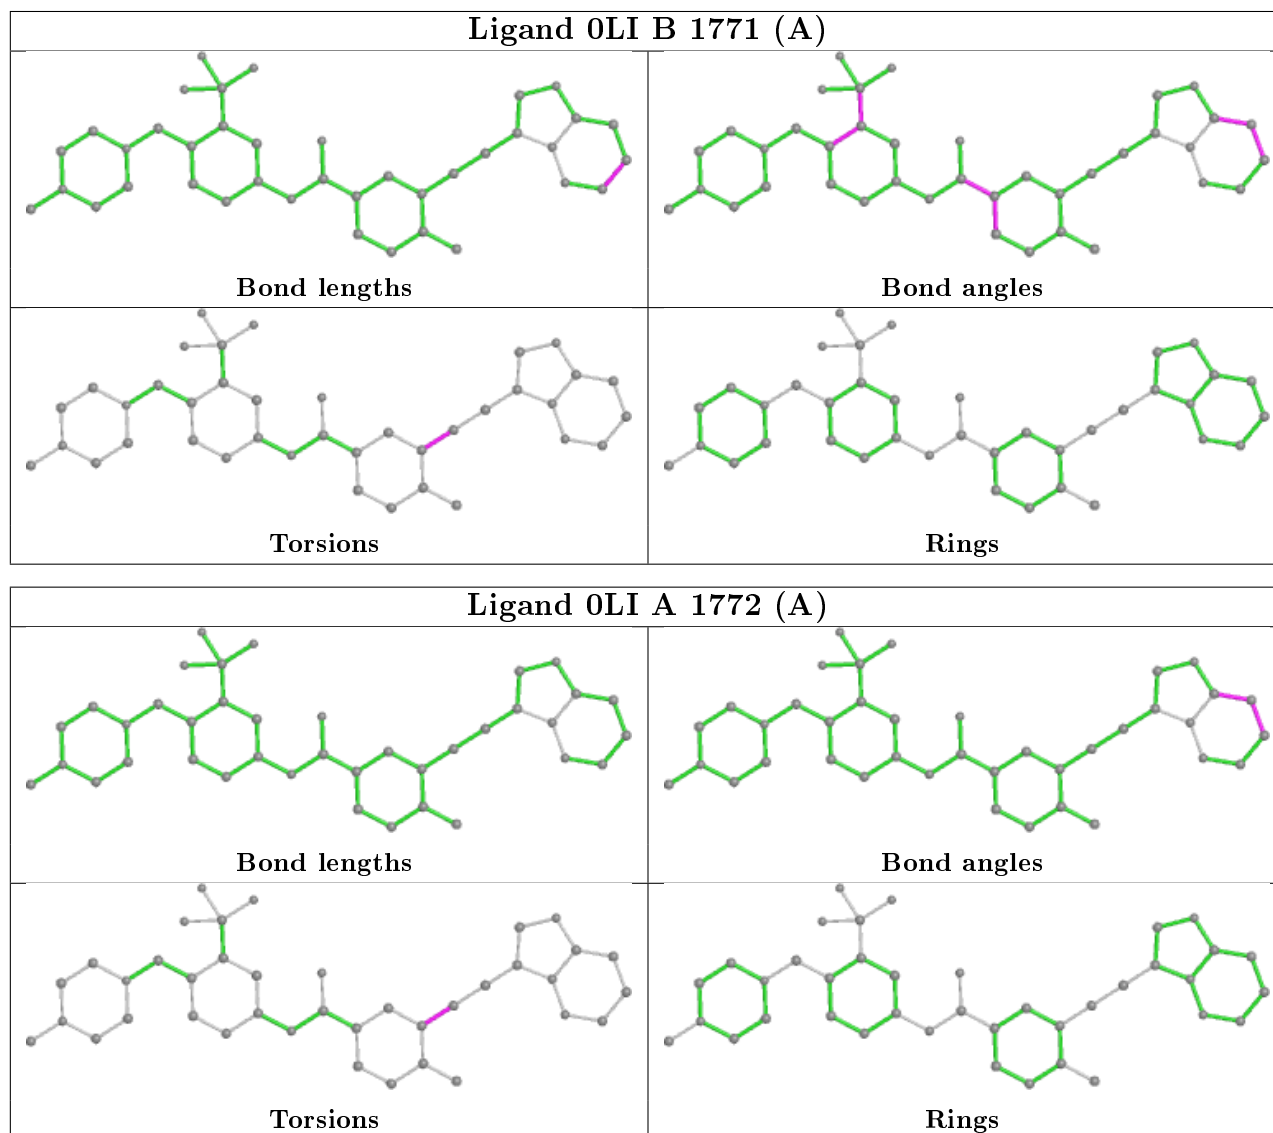 Ligand 0LI B 1771 (A)
Bond lengths
Bond angles
Torsions
Rings
Ligand 0LI A 1772 (A)
Bond lengths
Bond angles
Torsions
Rings